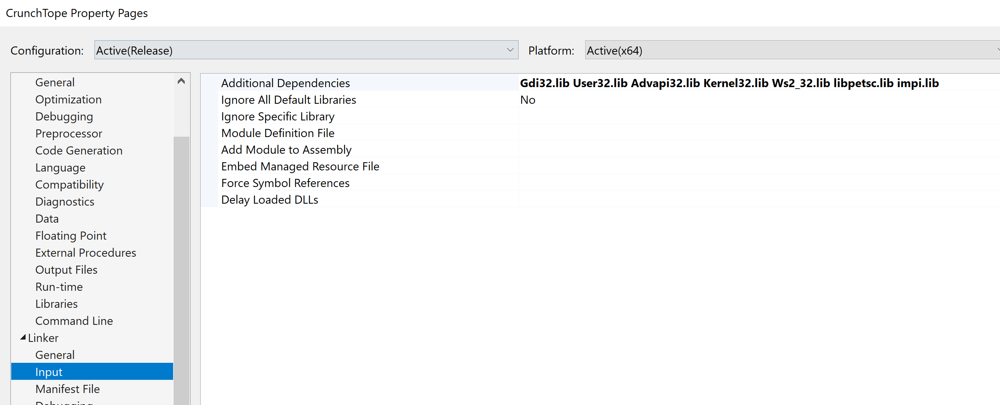 CrunchTope Property Pages
Configuration: Active(Release) Platform: Active(x64)
General
Optimization
Debugging
Preprocessor
Code Generation
Language
Compatibility
Diagnostics
Data
Floating Point
External Procedures
Output Files
Run-time
Libraries
Command Line
Linker
General
Input
Manifest File
Debugging
Additional Dependencies Gdi32.lib User32.lib Advapi32.lib Kernel32.lib Ws2_32.lib libpetsc.lib impi.lib
Ignore All Default Libraries No
Ignore Specific Library
Module Definition File
Add Module to Assembly
Embed Managed Resource File
Force Symbol References
Delay Loaded DLLs